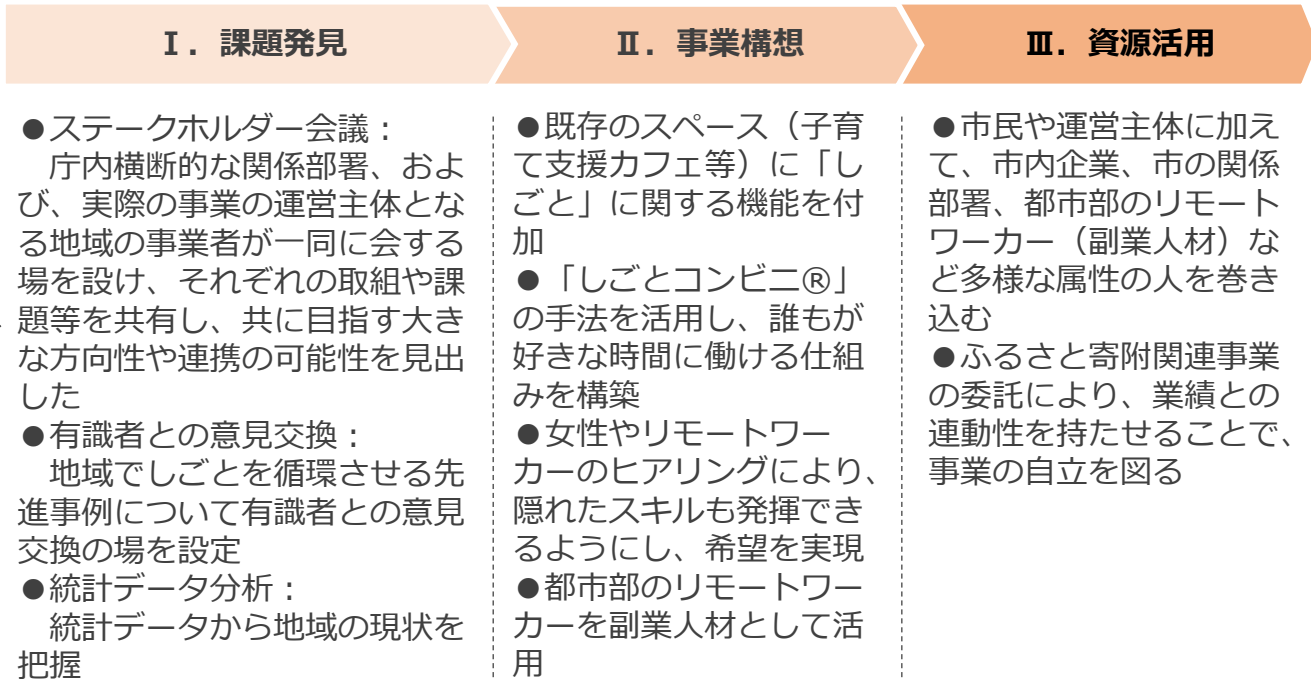 Ⅰ．課題発見
Ⅱ．事業構想
Ⅲ．資源活用
●ステークホルダー会議：
　庁内横断的な関係部署、およ
び、実際の事業の運営主体とな
る地域の事業者が一同に会する
場を設け、それぞれの取組や課
題等を共有し、共に目指す大き
な方向性や連携の可能性を見出
した
●有識者との意見交換：
　地域でしごとを循環させる先
進事例について有識者との意見
交換の場を設定
●統計データ分析：
　統計データから地域の現状を
把握
●既存のスペース（子育
て支援カフェ等）に「し
ごと」に関する機能を付
加
●「しごとコンビニ®」
の手法を活用し、誰もが
好きな時間に働ける仕組
みを構築
●女性やリモートワー
カーのヒアリングにより、
隠れたスキルも発揮でき
るようにし、希望を実現
●都市部のリモートワー
カーを副業人材として活
用
●市民や運営主体に加え
て、市内企業、市の関係
部署、都市部のリモート
ワーカー（副業人材）な
ど多様な属性の人を巻き
込む
●ふるさと寄附関連事業
の委託により、業績との
連動性を持たせることで、
事業の自立を図る